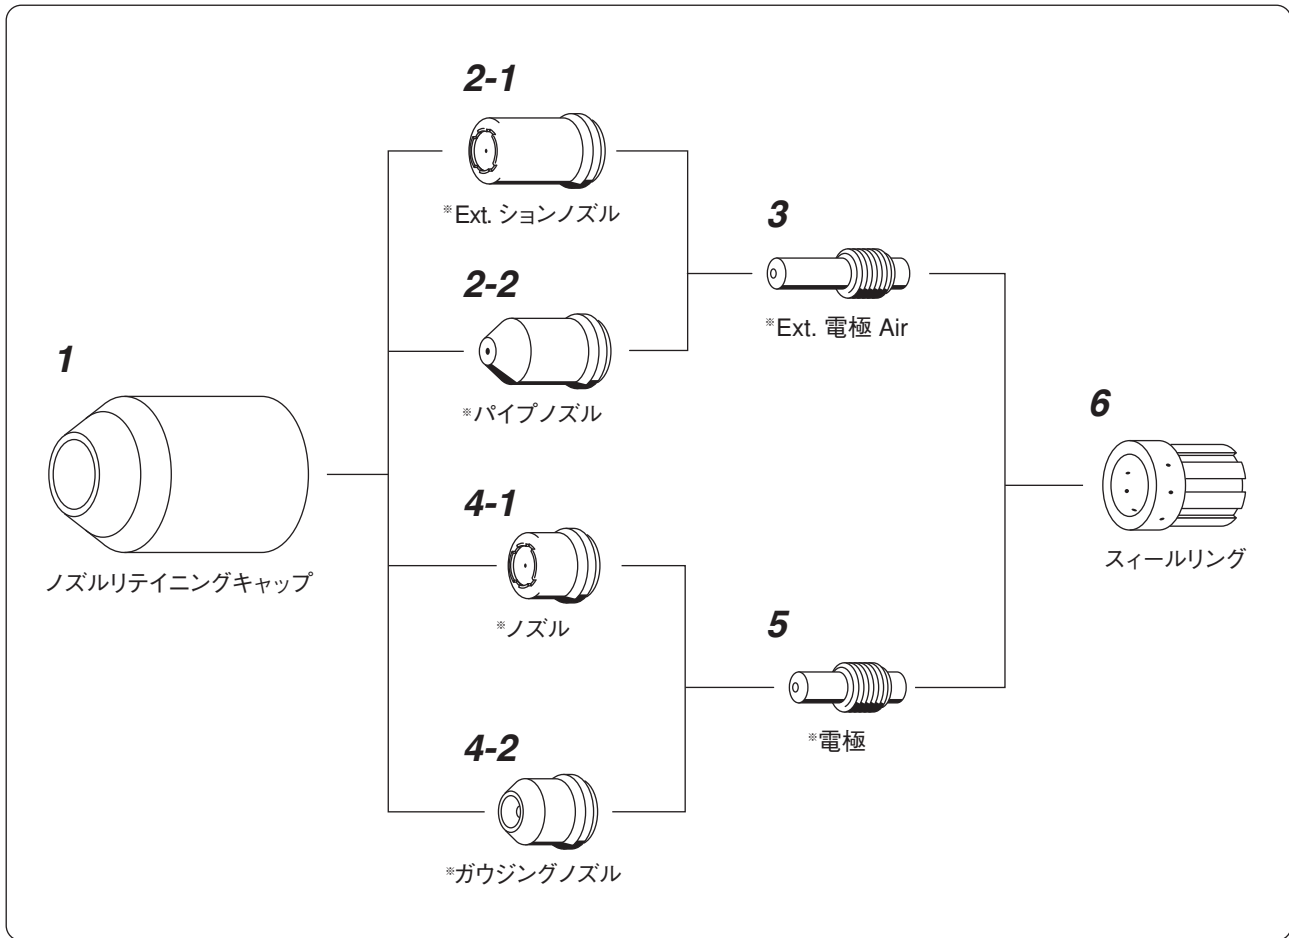 2-1
※Ext. ションノズル
3
※Ext. 電極 Air
2-2
※パイプノズル
1
ノズルリテイニングキャップ
6
スィールリング
4-1
※ノズル
5
※電極
4-2
※ガウジングノズル